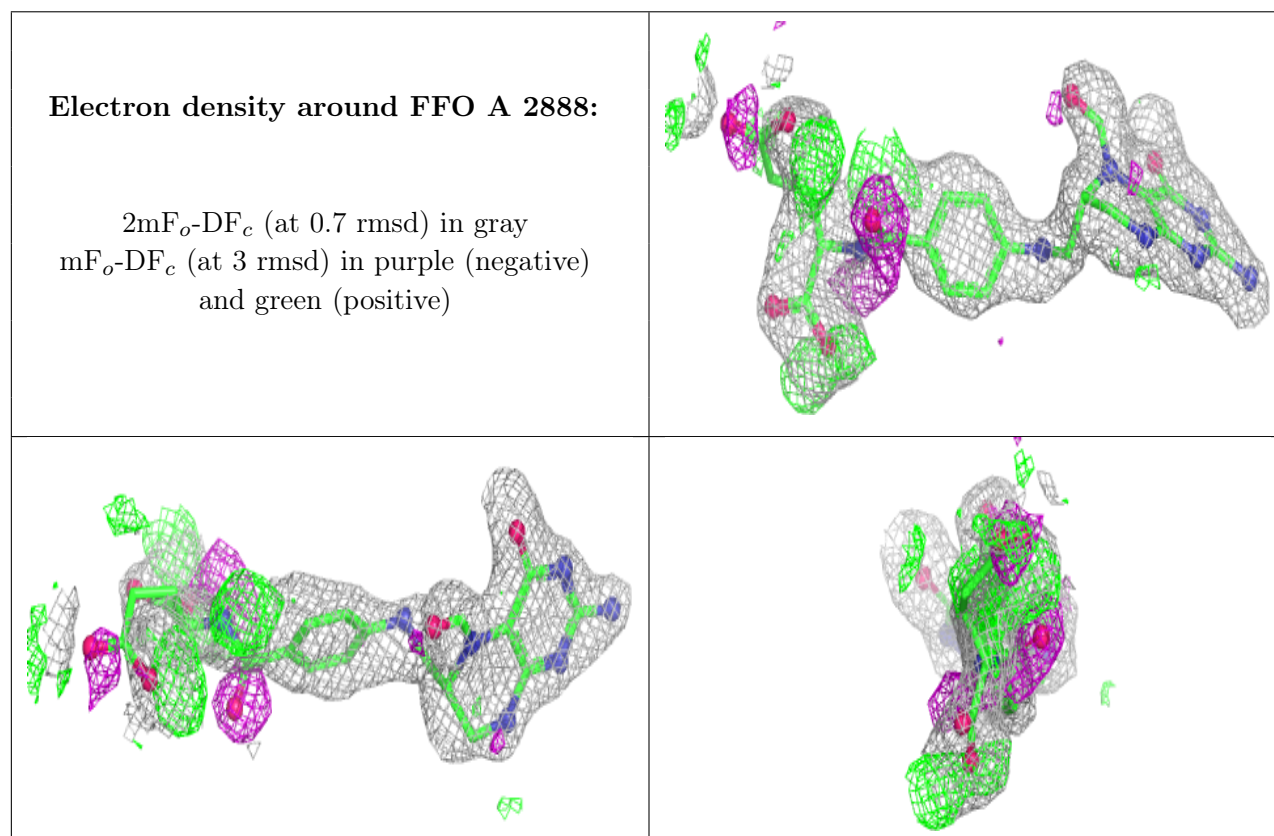 Electron density around FFO A 2888:
2mFₒ-DF𝒸 (at 0.7 rmsd) in gray
mFₒ-DF𝒸 (at 3 rmsd) in purple (negative)
and green (positive)